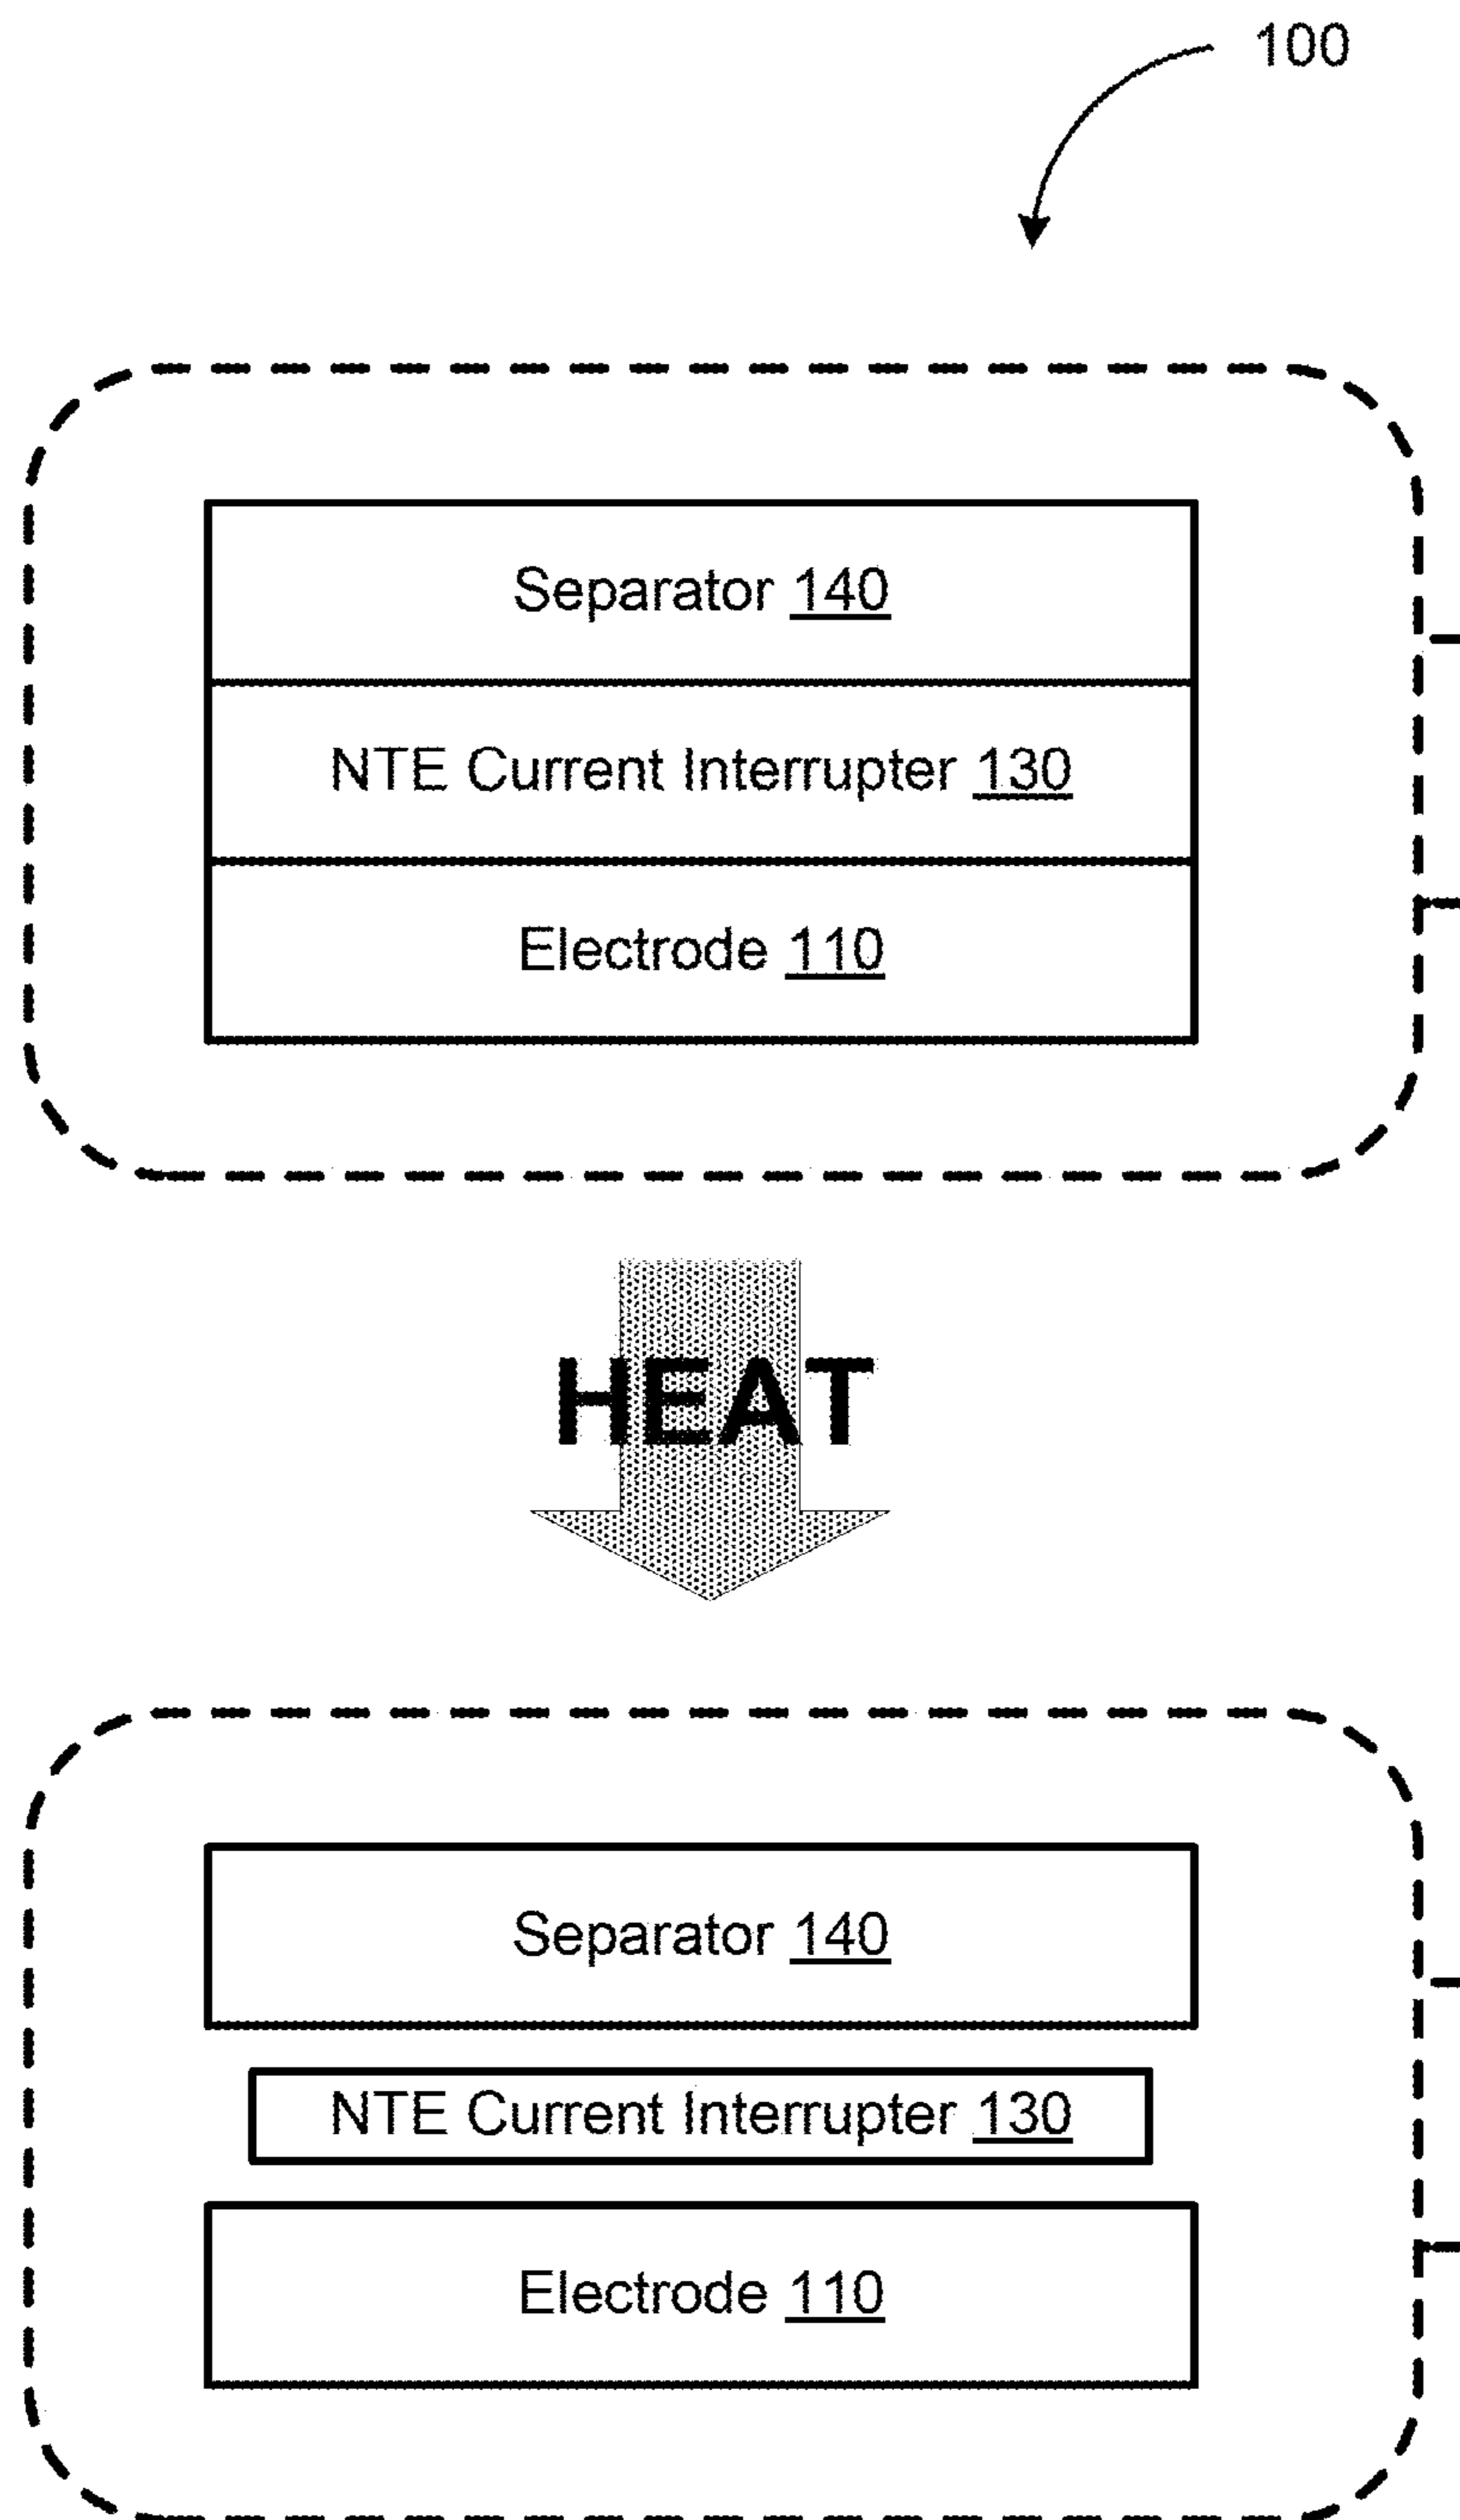 100
Separator 140
NTE Current Interrupter 130
Electrode 110
HEAT
Separator 140
NTE Current Interrupter 130
Electrode 110